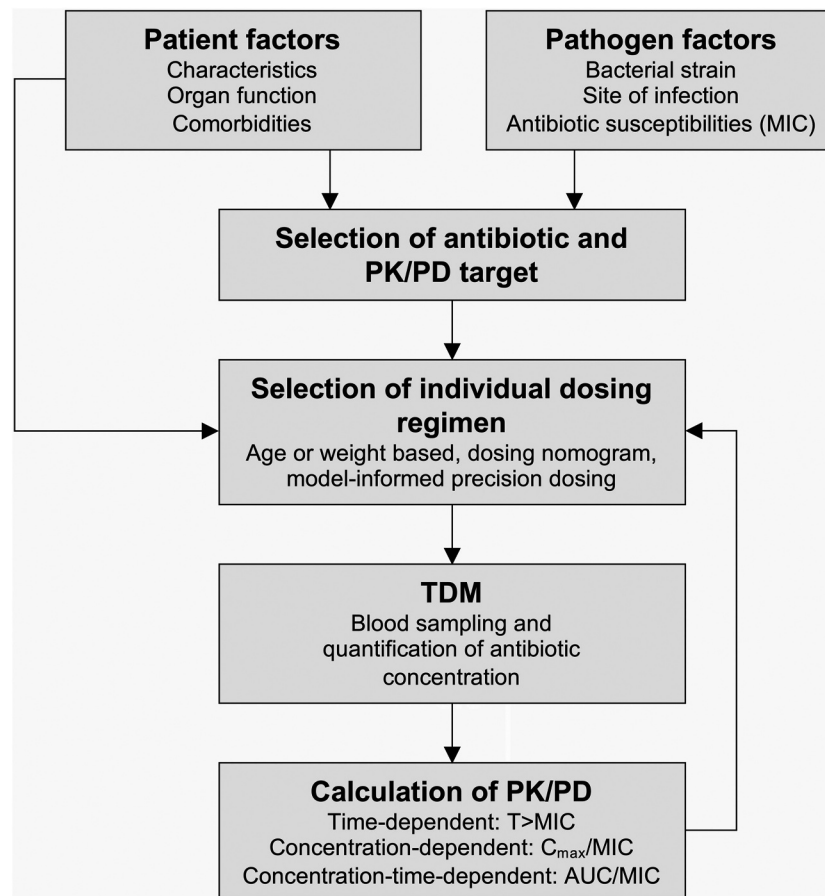 Patient factors
Characteristics
Organ function
Comorbidities
Pathogen factors
Bacterial strain
Site of infection
Antibiotic susceptibilities (MIC)
Selection of antibiotic and
PK/PD target
Selection of individual dosing
regimen
Age or weight based, dosing nomogram,
model-informed precision dosing
TDM
Blood sampling and
quantification of antibiotic
concentration
Calculation of PK/PD
Time-dependent: T>MIC
Concentration-dependent: Cmax/MIC
Concentration-time-dependent: AUC/MIC